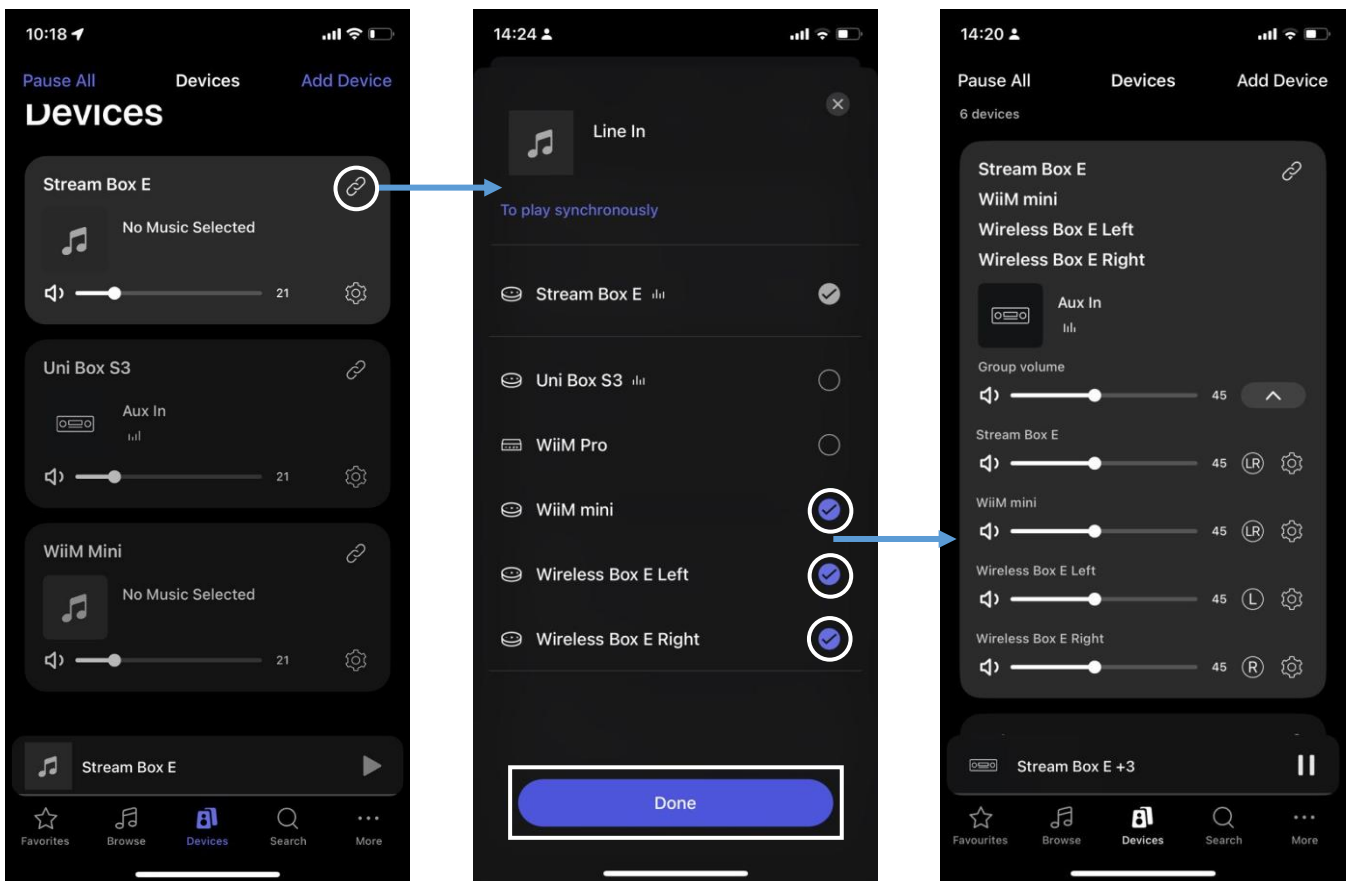 10:18
Pause All Devices Add Device
Devices
Stream Box E
No Music Selected
21
Uni Box S3
Aux In
21
WiiM Mini
No Music Selected
21
Stream Box E
Favorites Browse Devices Search More
14:24
Line In
To play synchronously
Stream Box E
Uni Box S3
WiiM Pro
WiiM mini
Wireless Box E Left
Wireless Box E Right
Done
14:20
Pause All Devices Add Device
6 devices
Stream Box E
WiiM mini
Wireless Box E Left
Wireless Box E Right
Aux In
Group volume
45
Stream Box E
45 LR
WiiM mini
45 LR
Wireless Box E Left
45 L
Wireless Box E Right
45 R
Stream Box E +3
Favourites Browse Devices Search More